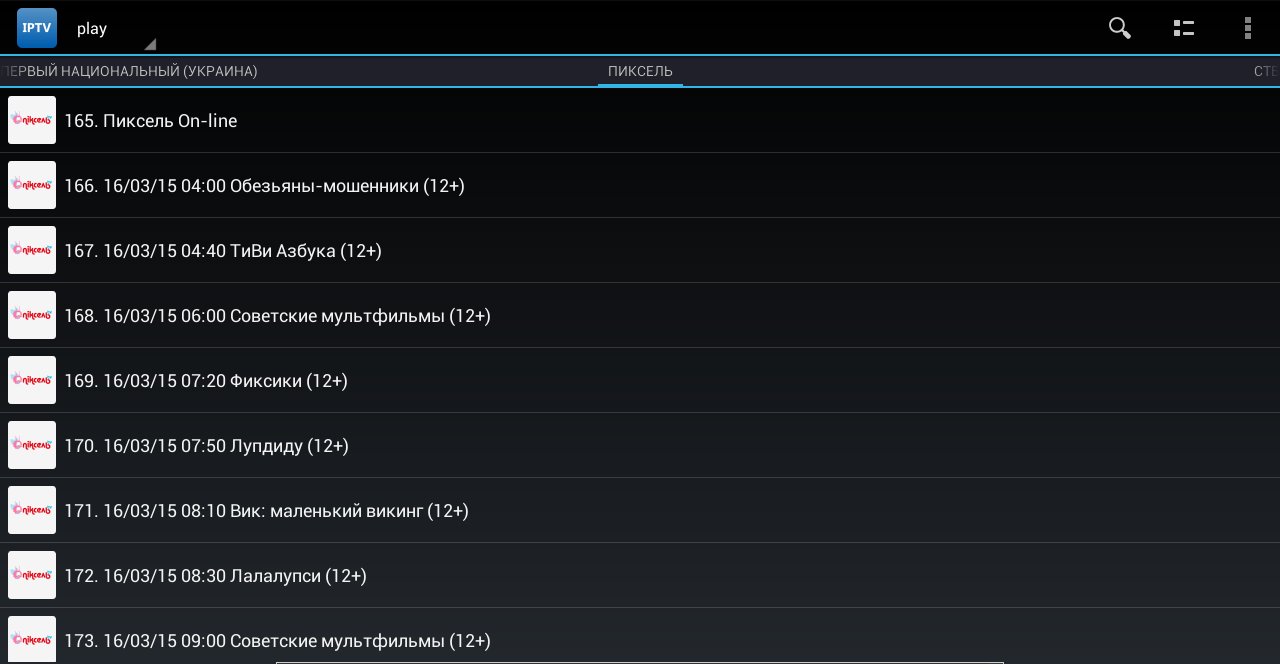 IPTV play
ПЕРВЫЙ НАЦИОНАЛЬНЫЙ (УКРАИНА) ПИКСЕЛЬ СТЕ
піксель 165. Пиксель On-line
піксель 166. 16/03/15 04:00 Обезьяны-мошенники (12+)
піксель 167. 16/03/15 04:40 ТиВи Азбука (12+)
піксель 168. 16/03/15 06:00 Советские мультфильмы (12+)
піксель 169. 16/03/15 07:20 Фиксики (12+)
піксель 170. 16/03/15 07:50 Лупдиду (12+)
піксель 171. 16/03/15 08:10 Вик: маленький викинг (12+)
піксель 172. 16/03/15 08:30 Лалалупси (12+)
піксель 173. 16/03/15 09:00 Советские мультфильмы (12+)